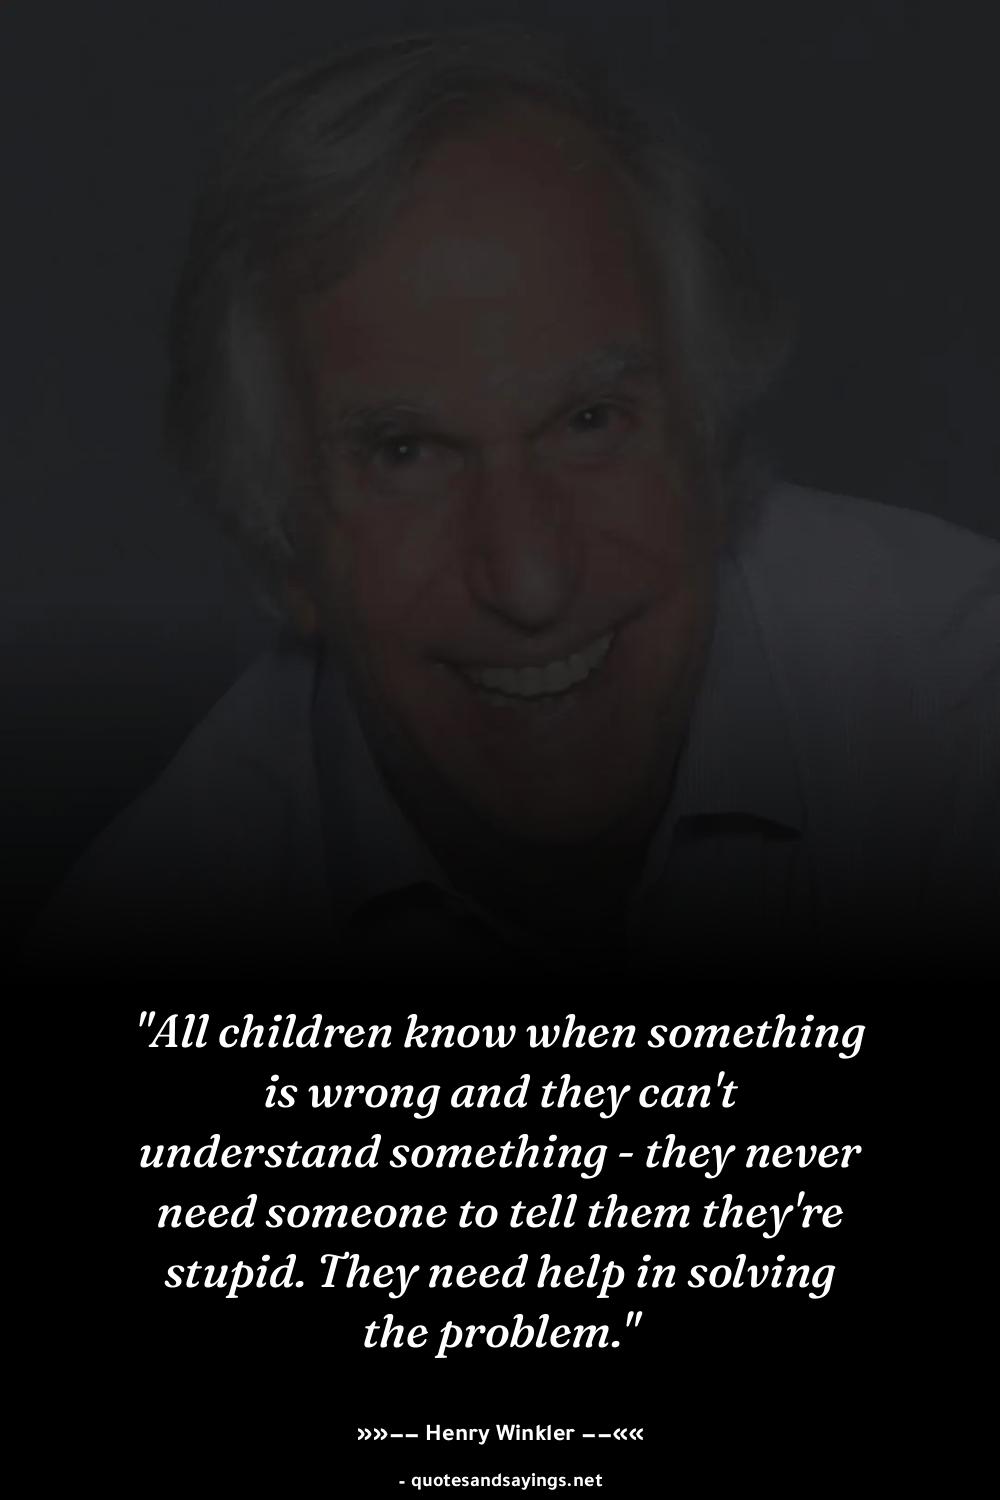 "All children know when something
is wrong and they can't
understand something - they never
need someone to tell them they're
stupid. They need help in solving
the problem."
»»−− Henry Winkler −−««
- quotesandsayings.net